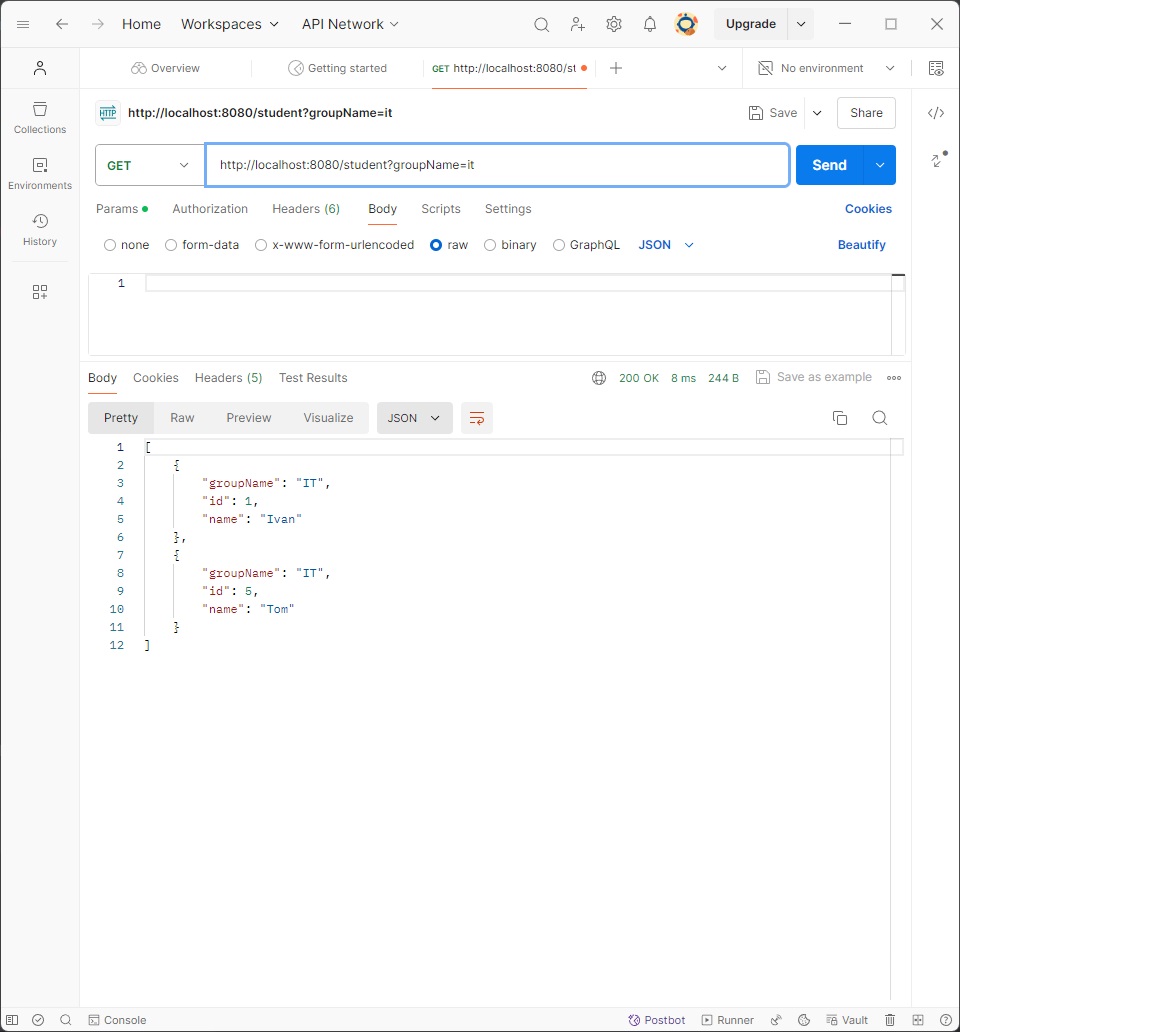 Home Workspaces API Network Upgrade
Overview Getting started GET http://localhost:8080/st No environment
HTTP http://localhost:8080/student?groupName=it Save Share
Collections
Environments
History
GET http://localhost:8080/student?groupName=it Send
Params Authorization Headers (6) Body Scripts Settings Cookies
none form-data x-www-form-urlencoded raw binary GraphQL JSON Beautify
1
Body Cookies Headers (5) Test Results 200 OK 8 ms 244 B Save as example
Pretty Raw Preview Visualize JSON
1 [
2 {
3 "groupName": "IT",
4 "id": 1,
5 "name": "Ivan"
6 },
7 {
8 "groupName": "IT",
9 "id": 5,
10 "name": "Tom"
11 }
12 ]
Console Postbot Runner Vault